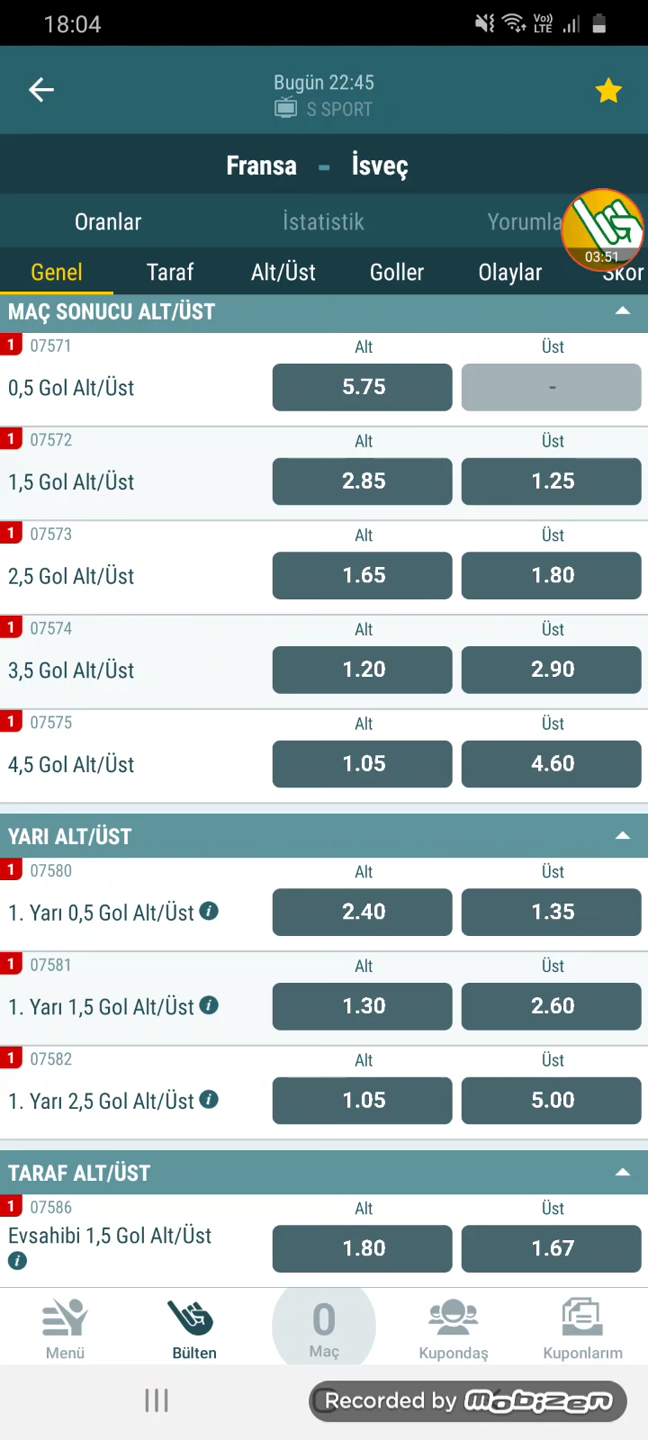 18:04
Vo)) LTE
Bugün 22:45
S SPORT
Fransa - İsveç
Oranlar İstatistik Yorumla
03:51
Genel Taraf Alt/Üst Goller Olaylar Skor
MAÇ SONUCU ALT/ÜST
1 07571 Alt Üst
0,5 Gol Alt/Üst 5.75 -
1 07572 Alt Üst
1,5 Gol Alt/Üst 2.85 1.25
1 07573 Alt Üst
2,5 Gol Alt/Üst 1.65 1.80
1 07574 Alt Üst
3,5 Gol Alt/Üst 1.20 2.90
1 07575 Alt Üst
4,5 Gol Alt/Üst 1.05 4.60
YARI ALT/ÜST
1 07580 Alt Üst
1. Yarı 0,5 Gol Alt/Üst i 2.40 1.35
1 07581 Alt Üst
1. Yarı 1,5 Gol Alt/Üst i 1.30 2.60
1 07582 Alt Üst
1. Yarı 2,5 Gol Alt/Üst i 1.05 5.00
TARAF ALT/ÜST
1 07586 Alt Üst
Evsahibi 1,5 Gol Alt/Üst 1.80 1.67
i
0
Menü Bülten Maç Kupondaş Kuponlarım
Recorded by mobizen